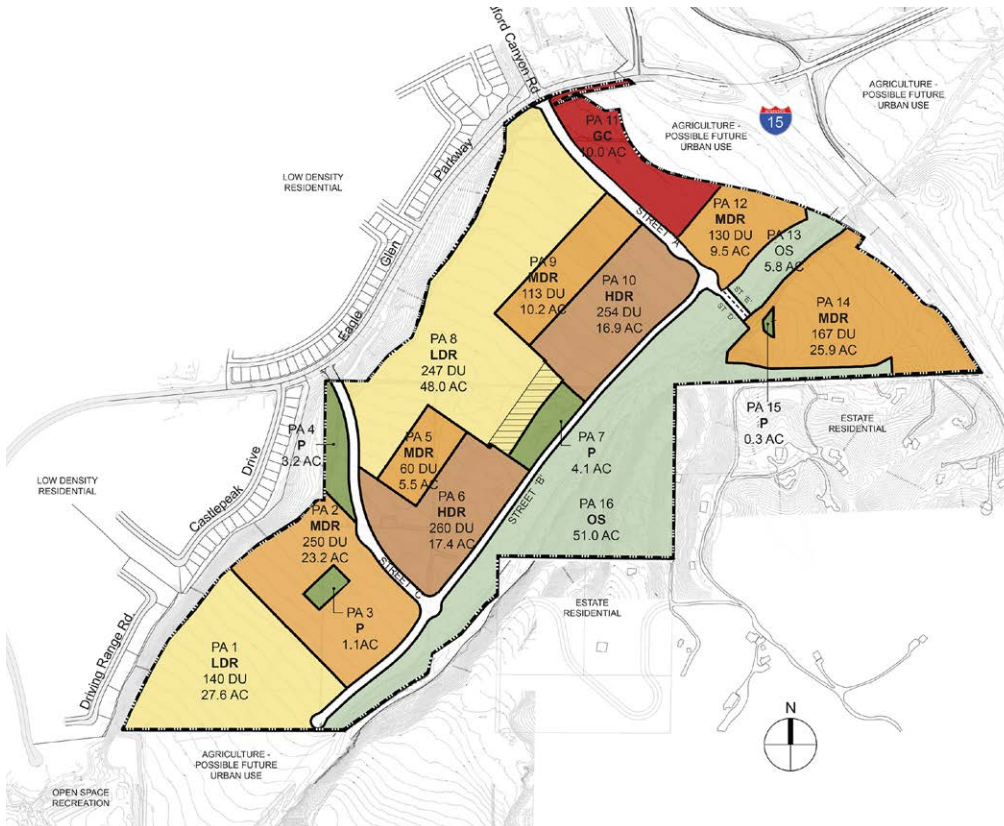 dford Canyon Rd.
AGRICULTURE -
POSSIBLE FUTURE
URBAN USE
INTERSTATE
15
PA 11
GC
10.0 AC
AGRICULTURE -
POSSIBLE FUTURE
URBAN USE
LOW DENSITY
RESIDENTIAL
Eagle Glen Parkway
STREET 'A'
PA 12
MDR
130 DU
9.5 AC
PA 13
OS
5.8 AC
PA 9
MDR
113 DU
10.2 AC
PA 10
HDR
254 DU
16.9 AC
ST. 'E'
ST. 'D'
PA 14
MDR
167 DU
25.9 AC
PA 8
LDR
247 DU
48.0 AC
PA 15
P
0.3 AC
ESTATE
RESIDENTIAL
PA 4
P
3.2 AC
PA 5
MDR
60 DU
5.5 AC
PA 7
P
4.1 AC
PA 6
HDR
260 DU
17.4 AC
STREET 'B'
PA 16
OS
51.0 AC
LOW DENSITY
RESIDENTIAL
Castlepeak Drive
PA 2
MDR
250 DU
23.2 AC
STREET 'C'
PA 3
P
1.1AC
ESTATE
RESIDENTIAL
Driving Range Rd.
PA 1
LDR
140 DU
27.6 AC
N
AGRICULTURE -
POSSIBLE FUTURE
URBAN USE
OPEN SPACE
RECREATION